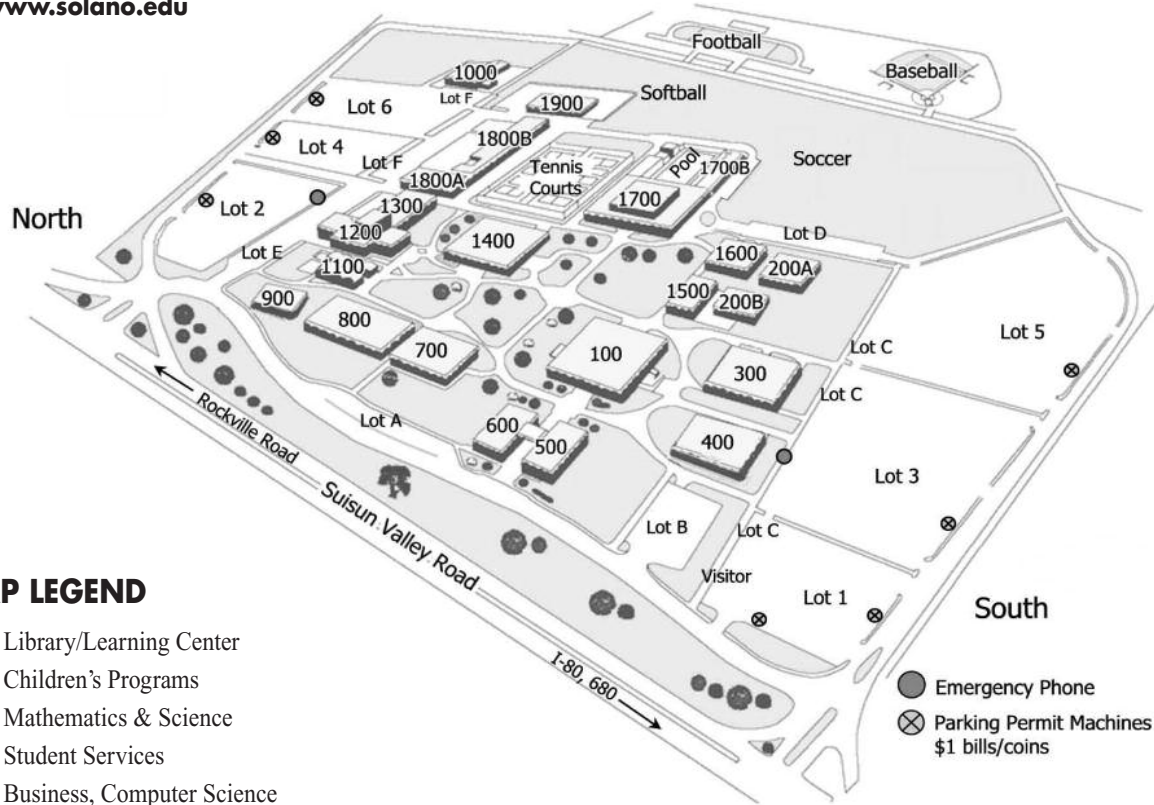 www.solano.edu
Football
Baseball
1000
Lot 6
Lot F
1900
Softball
Lot 4
1800B
Lot F
Tennis
Courts
Pool
1700B
Soccer
1800A
1700
North
Lot 2
1300
1200
1400
Lot D
Lot E
1100
1600
200A
1500
200B
900
800
700
100
300
Lot C
Lot 5
Lot C
Rockville Road
Lot A
600
500
400
Lot 3
Suisun Valley Road
Lot B
Lot C
Visitor
Lot 1
South
I-80, 680
P LEGEND
Library/Learning Center
Children's Programs
Mathematics & Science
Student Services
Business, Computer Science
Emergency Phone
Parking Permit Machines
$1 bills/coins